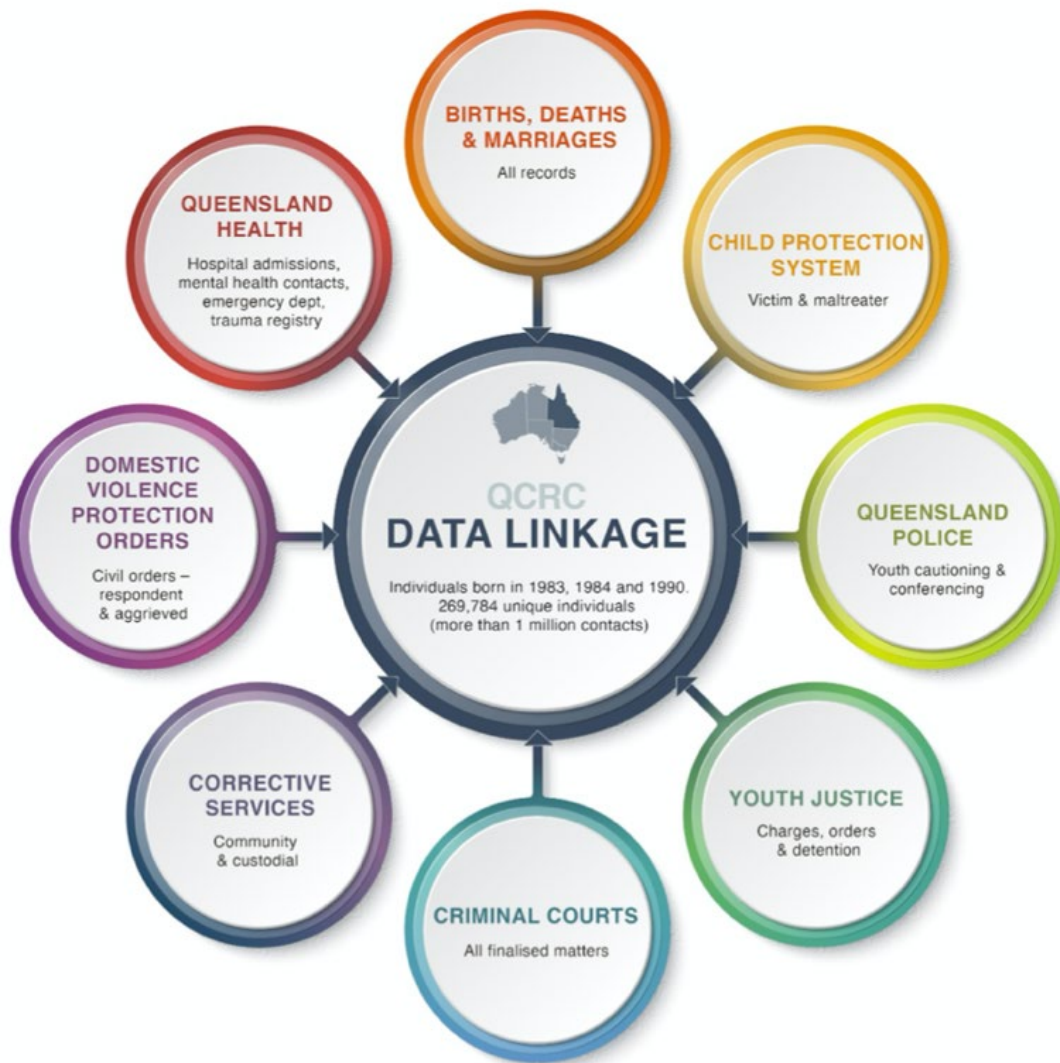 BIRTHS, DEATHS
& MARRIAGES
All records
CHILD PROTECTION
SYSTEM
Victim & maltreater
QUEENSLAND
POLICE
Youth cautioning &
conferencing
YOUTH JUSTICE
Charges, orders
& detention
CRIMINAL COURTS
All finalised matters
CORRECTIVE
SERVICES
Community
& custodial
DOMESTIC
VIOLENCE
PROTECTION
ORDERS
Civil orders –
respondent
& aggrieved
QUEENSLAND
HEALTH
Hospital admissions,
mental health contacts,
emergency dept,
trauma registry
QCRC
DATA LINKAGE
Individuals born in 1983, 1984 and 1990.
269,784 unique individuals
(more than 1 million contacts)